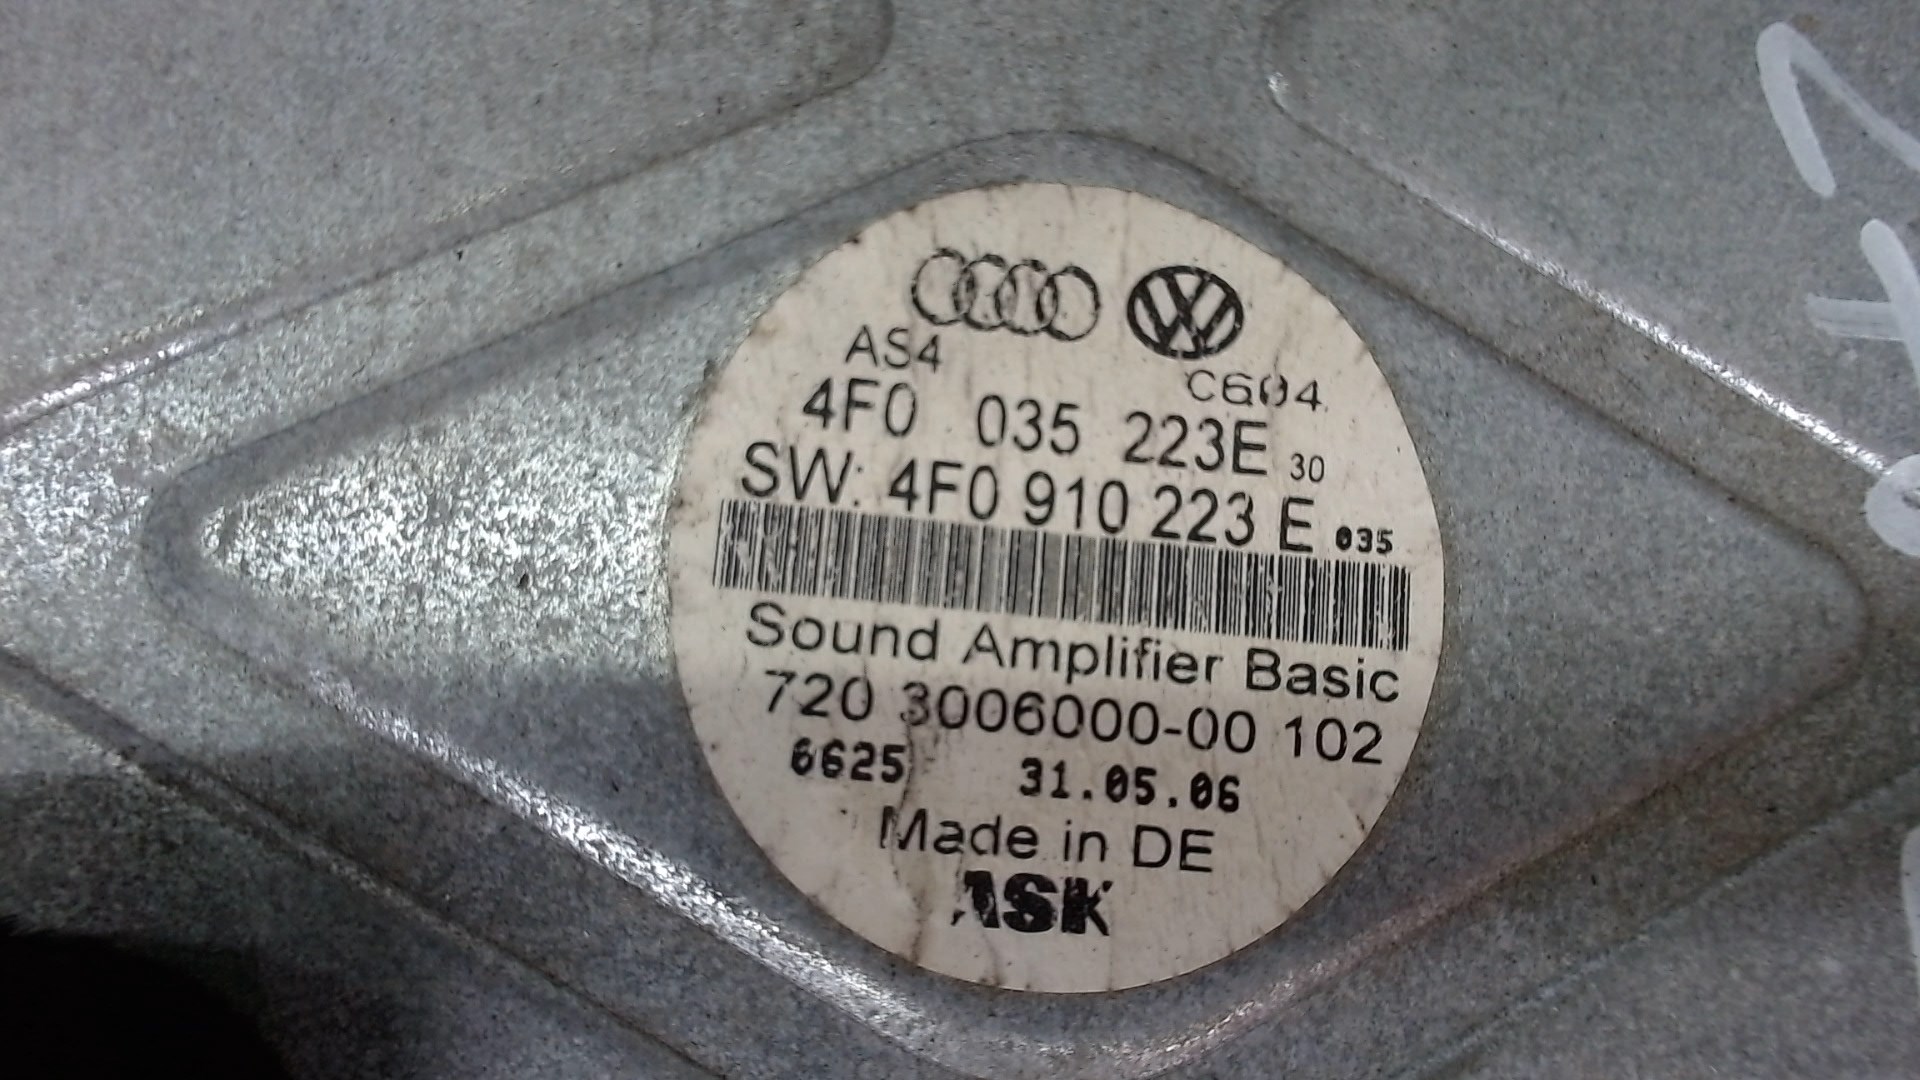 AS4
C604
4F0 035 223E 30
SW: 4F0 910 223 E 035
Sound Amplifier Basic
720 3006000-00 102
6625 31.05.06
Made in DE
ASK